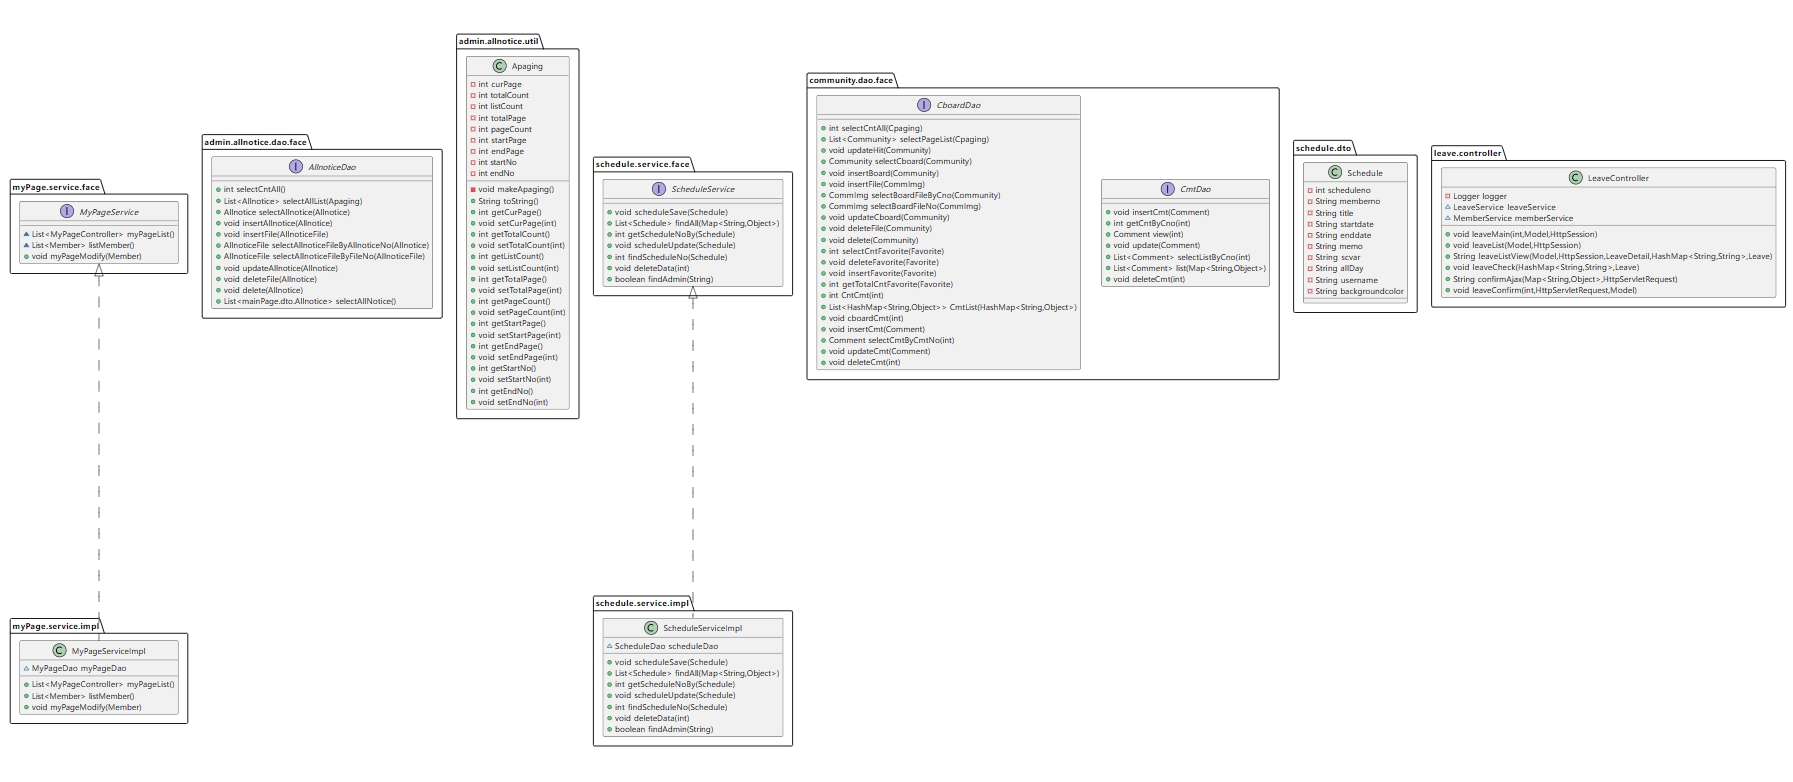 myPage.service.face
MyPageService
List<MyPageController> myPageList()
List<Member> listMember()
void myPageModify(Member)
admin.allnotice.dao.face
AllnoticeDao
int selectCntAll()
List<Allnotice> selectAllList(Apaging)
Allnotice selectAllnotice(Allnotice)
void insertAllnotice(Allnotice)
void insertFile(AllnoticeFile)
AllnoticeFile selectAllnoticeFileByAllnoticeNo(Allnotice)
AllnoticeFile selectAllnoticeFileByFileNo(AllnoticeFile)
void updateAllnotice(Allnotice)
void deleteFile(Allnotice)
void delete(Allnotice)
List<mainPage.dto.Allnotice> selectAllNotice()
admin.allnotice.util
Apaging
int curPage
int totalCount
int listCount
int totalPage
int pageCount
int startPage
int endPage
int startNo
int endNo
void makeApaging()
String toString()
int getCurPage()
void setCurPage(int)
int getTotalCount()
void setTotalCount(int)
int getListCount()
void setListCount(int)
int getTotalPage()
void setTotalPage(int)
int getPageCount()
void setPageCount(int)
int getStartPage()
void setStartPage(int)
int getEndPage()
void setEndPage(int)
int getStartNo()
void setStartNo(int)
int getEndNo()
void setEndNo(int)
schedule.service.face
ScheduleService
void scheduleSave(Schedule)
List<Schedule> findAll(Map<String,Object>)
int getScheduleNoBy(Schedule)
void scheduleUpdate(Schedule)
int findScheduleNo(Schedule)
void deleteData(int)
boolean findAdmin(String)
community.dao.face
CboardDao
int selectCntAll(Cpaging)
List<Community> selectPageList(Cpaging)
void updateHit(Community)
Community selectCboard(Community)
void insertBoard(Community)
void insertFile(CommImg)
CommImg selectBoardFileByCno(Community)
CommImg selectBoardFileNo(CommImg)
void updateCboard(Community)
void deleteFile(Community)
void delete(Community)
int selectCntFavorite(Favorite)
void deleteFavorite(Favorite)
void insertFavorite(Favorite)
int getTotalCntFavorite(Favorite)
int CntCmt(int)
List<HashMap<String,Object>> CmtList(HashMap<String,Object>)
void cboardCmt(int)
void insertCmt(Comment)
Comment selectCmtByCmtNo(int)
void updateCmt(Comment)
void deleteCmt(int)
CmtDao
void insertCmt(Comment)
int getCntByCno(int)
Comment view(int)
void update(Comment)
List<Comment> selectListByCno(int)
List<Comment> list(Map<String,Object>)
void deleteCmt(int)
schedule.dto
Schedule
int scheduleno
String memberno
String title
String startdate
String enddate
String memo
String scvar
String allDay
String username
String backgroundcolor
leave.controller
LeaveController
Logger logger
LeaveService leaveService
MemberService memberService
void leaveMain(int,Model,HttpSession)
void leaveList(Model,HttpSession)
String leaveListView(Model,HttpSession,LeaveDetail,HashMap<String,String>,Leave)
void leaveCheck(HashMap<String,String>,Leave)
String confirmAjax(Map<String,Object>,HttpServletRequest)
void leaveConfirm(int,HttpServletRequest,Model)
myPage.service.impl
MyPageServiceImpl
MyPageDao myPageDao
List<MyPageController> myPageList()
List<Member> listMember()
void myPageModify(Member)
schedule.service.impl
ScheduleServiceImpl
ScheduleDao scheduleDao
void scheduleSave(Schedule)
List<Schedule> findAll(Map<String,Object>)
int getScheduleNoBy(Schedule)
void scheduleUpdate(Schedule)
int findScheduleNo(Schedule)
void deleteData(int)
boolean findAdmin(String)